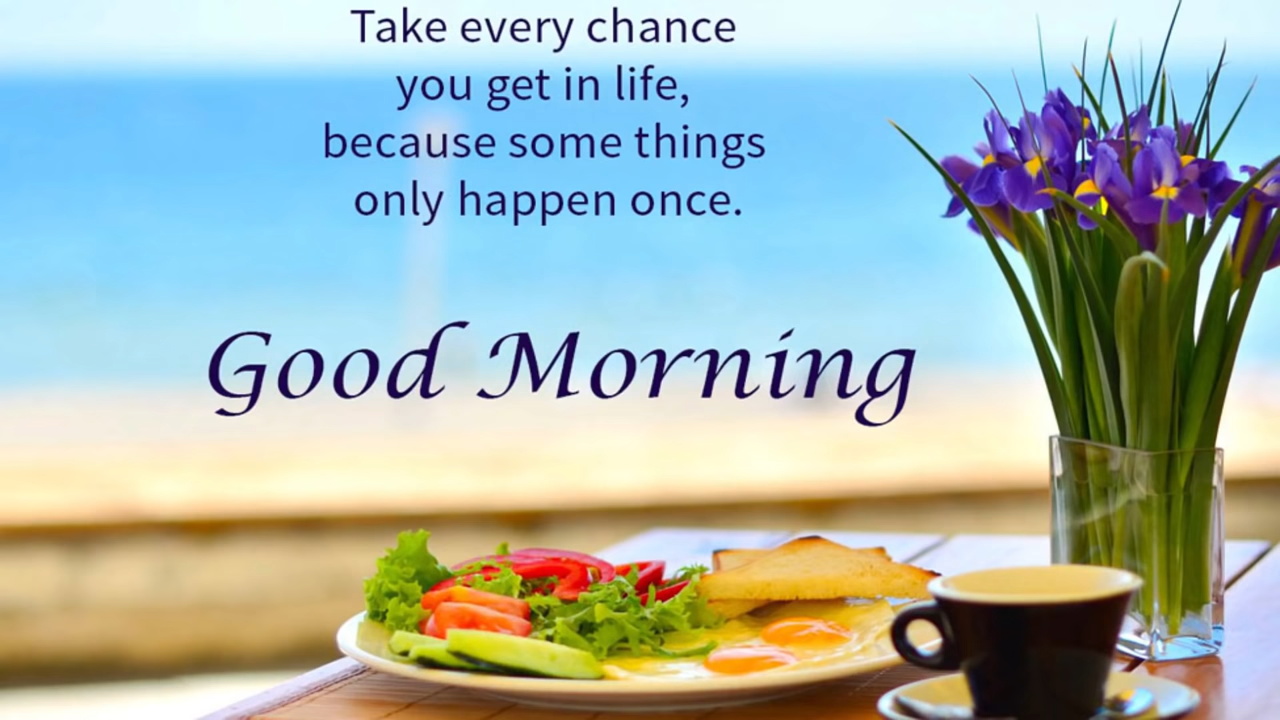 Take every chance
you get in life,
because some things
only happen once.
Good Morning